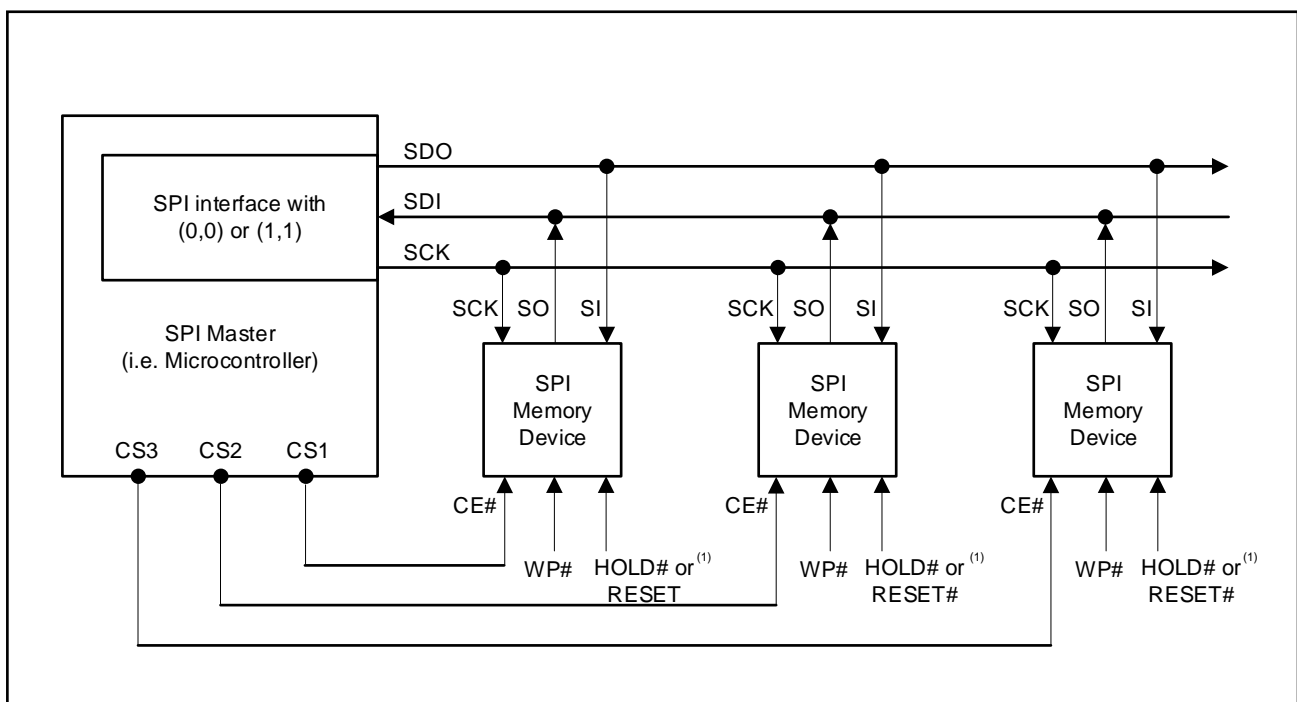 SDO
SPI interface with
(0,0) or (1,1)
SDI
SCK
SPI Master
(i.e. Microcontroller)
CS3 CS2 CS1
SCK SO SI
SPI
Memory
Device
CE#
WP#
HOLD# or (1)
RESET
SCK SO SI
SPI
Memory
Device
CE#
WP#
HOLD# or (1)
RESET#
SCK SO SI
SPI
Memory
Device
CE#
WP#
HOLD# or (1)
RESET#